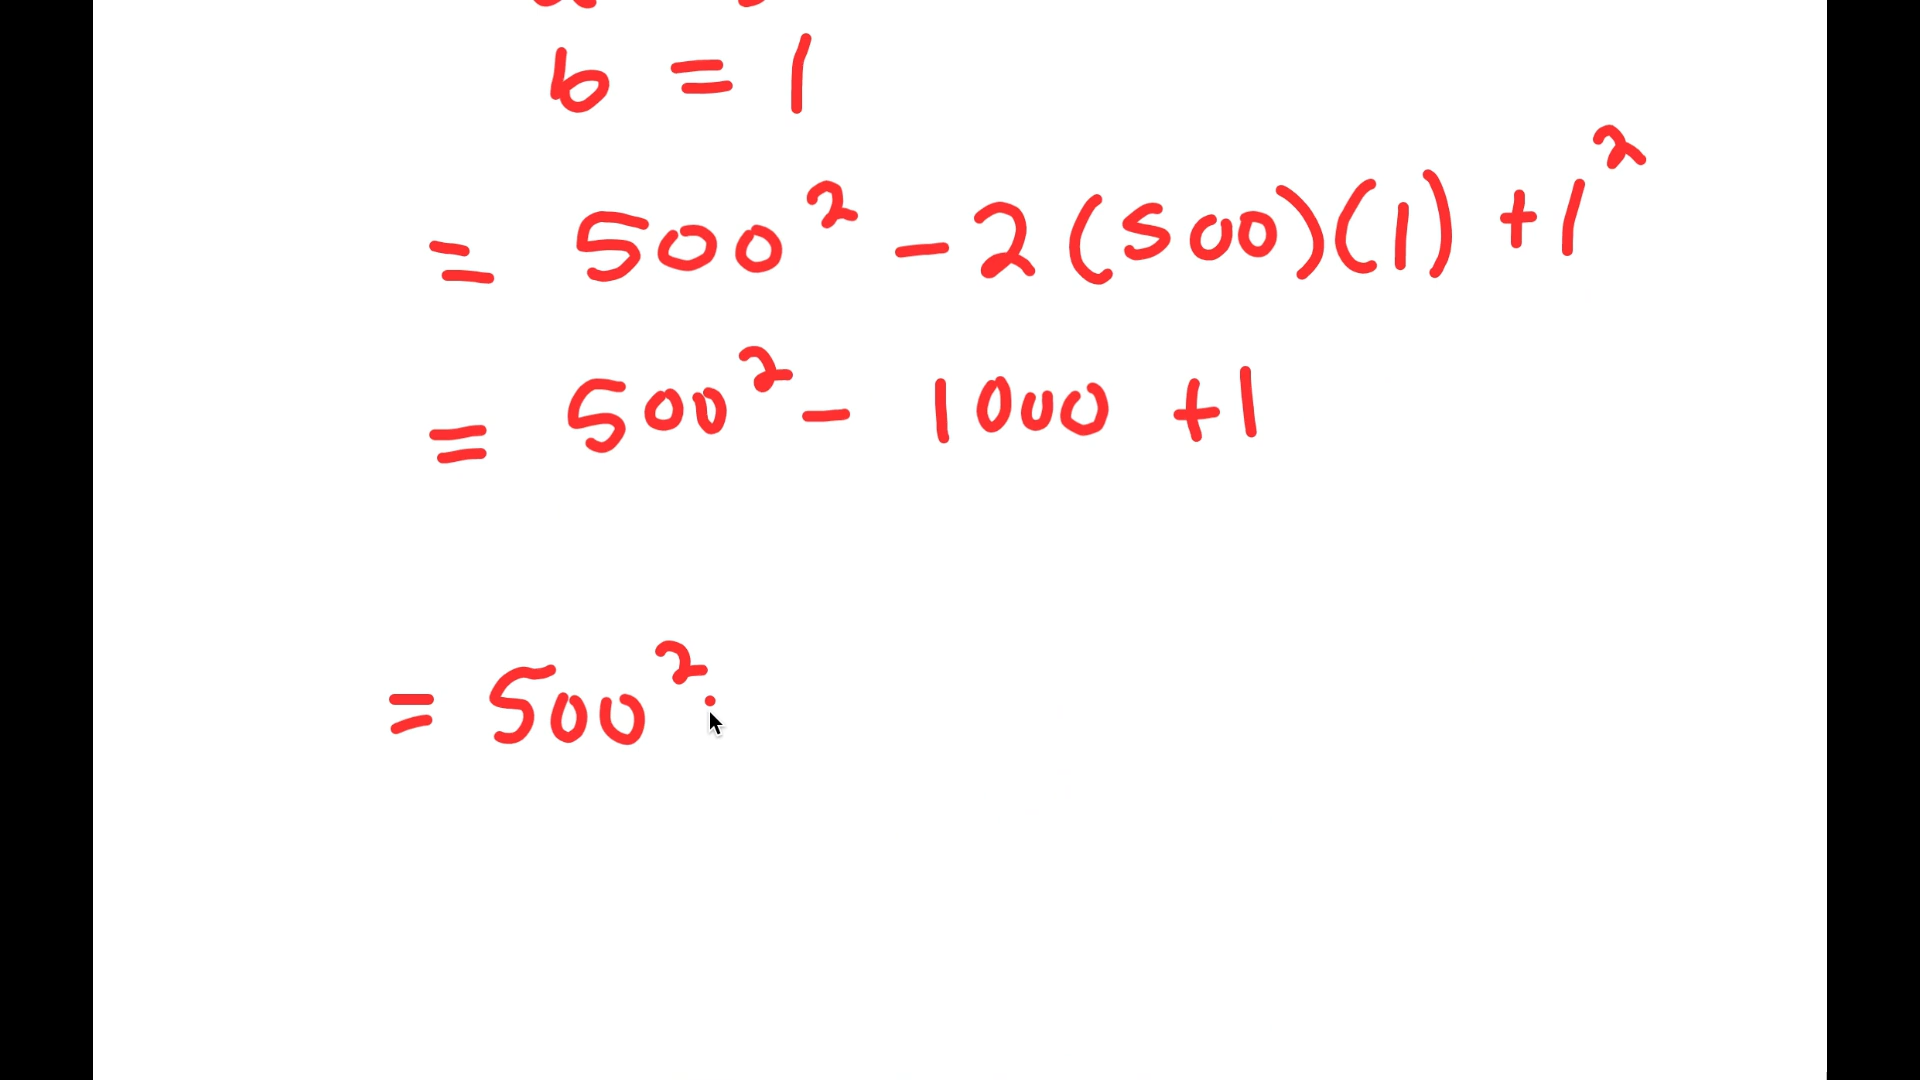 b = 1
= 500² - 2(500)(1) + 1²
= 500² - 1000 + 1
= 500²